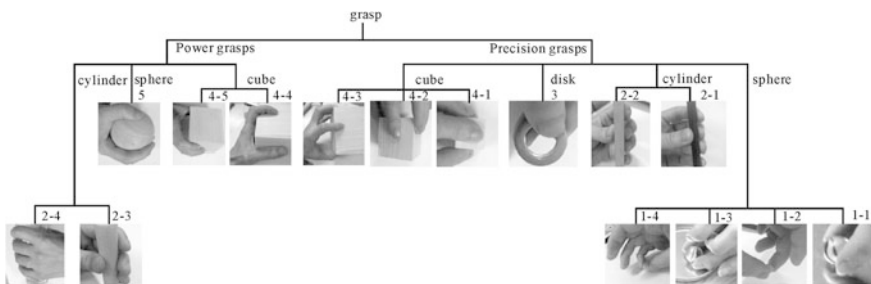 grasp
Power grasps Precision grasps
cylinder sphere cube cube disk cylinder sphere
5 4-5 4-4 4-3 4-2 4-1 3 2-2 2-1
2-4 2-3 1-4 1-3 1-2 1-1